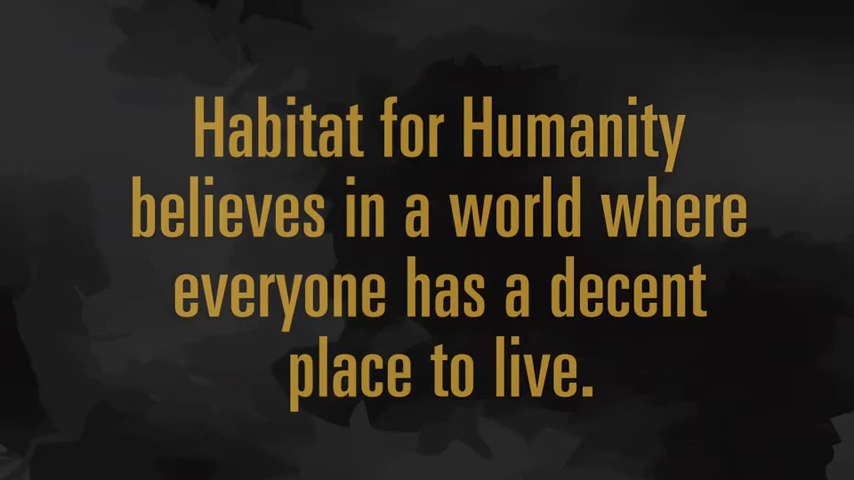 Habitat for Humanity
believes in a world where
everyone has a decent
place to live.